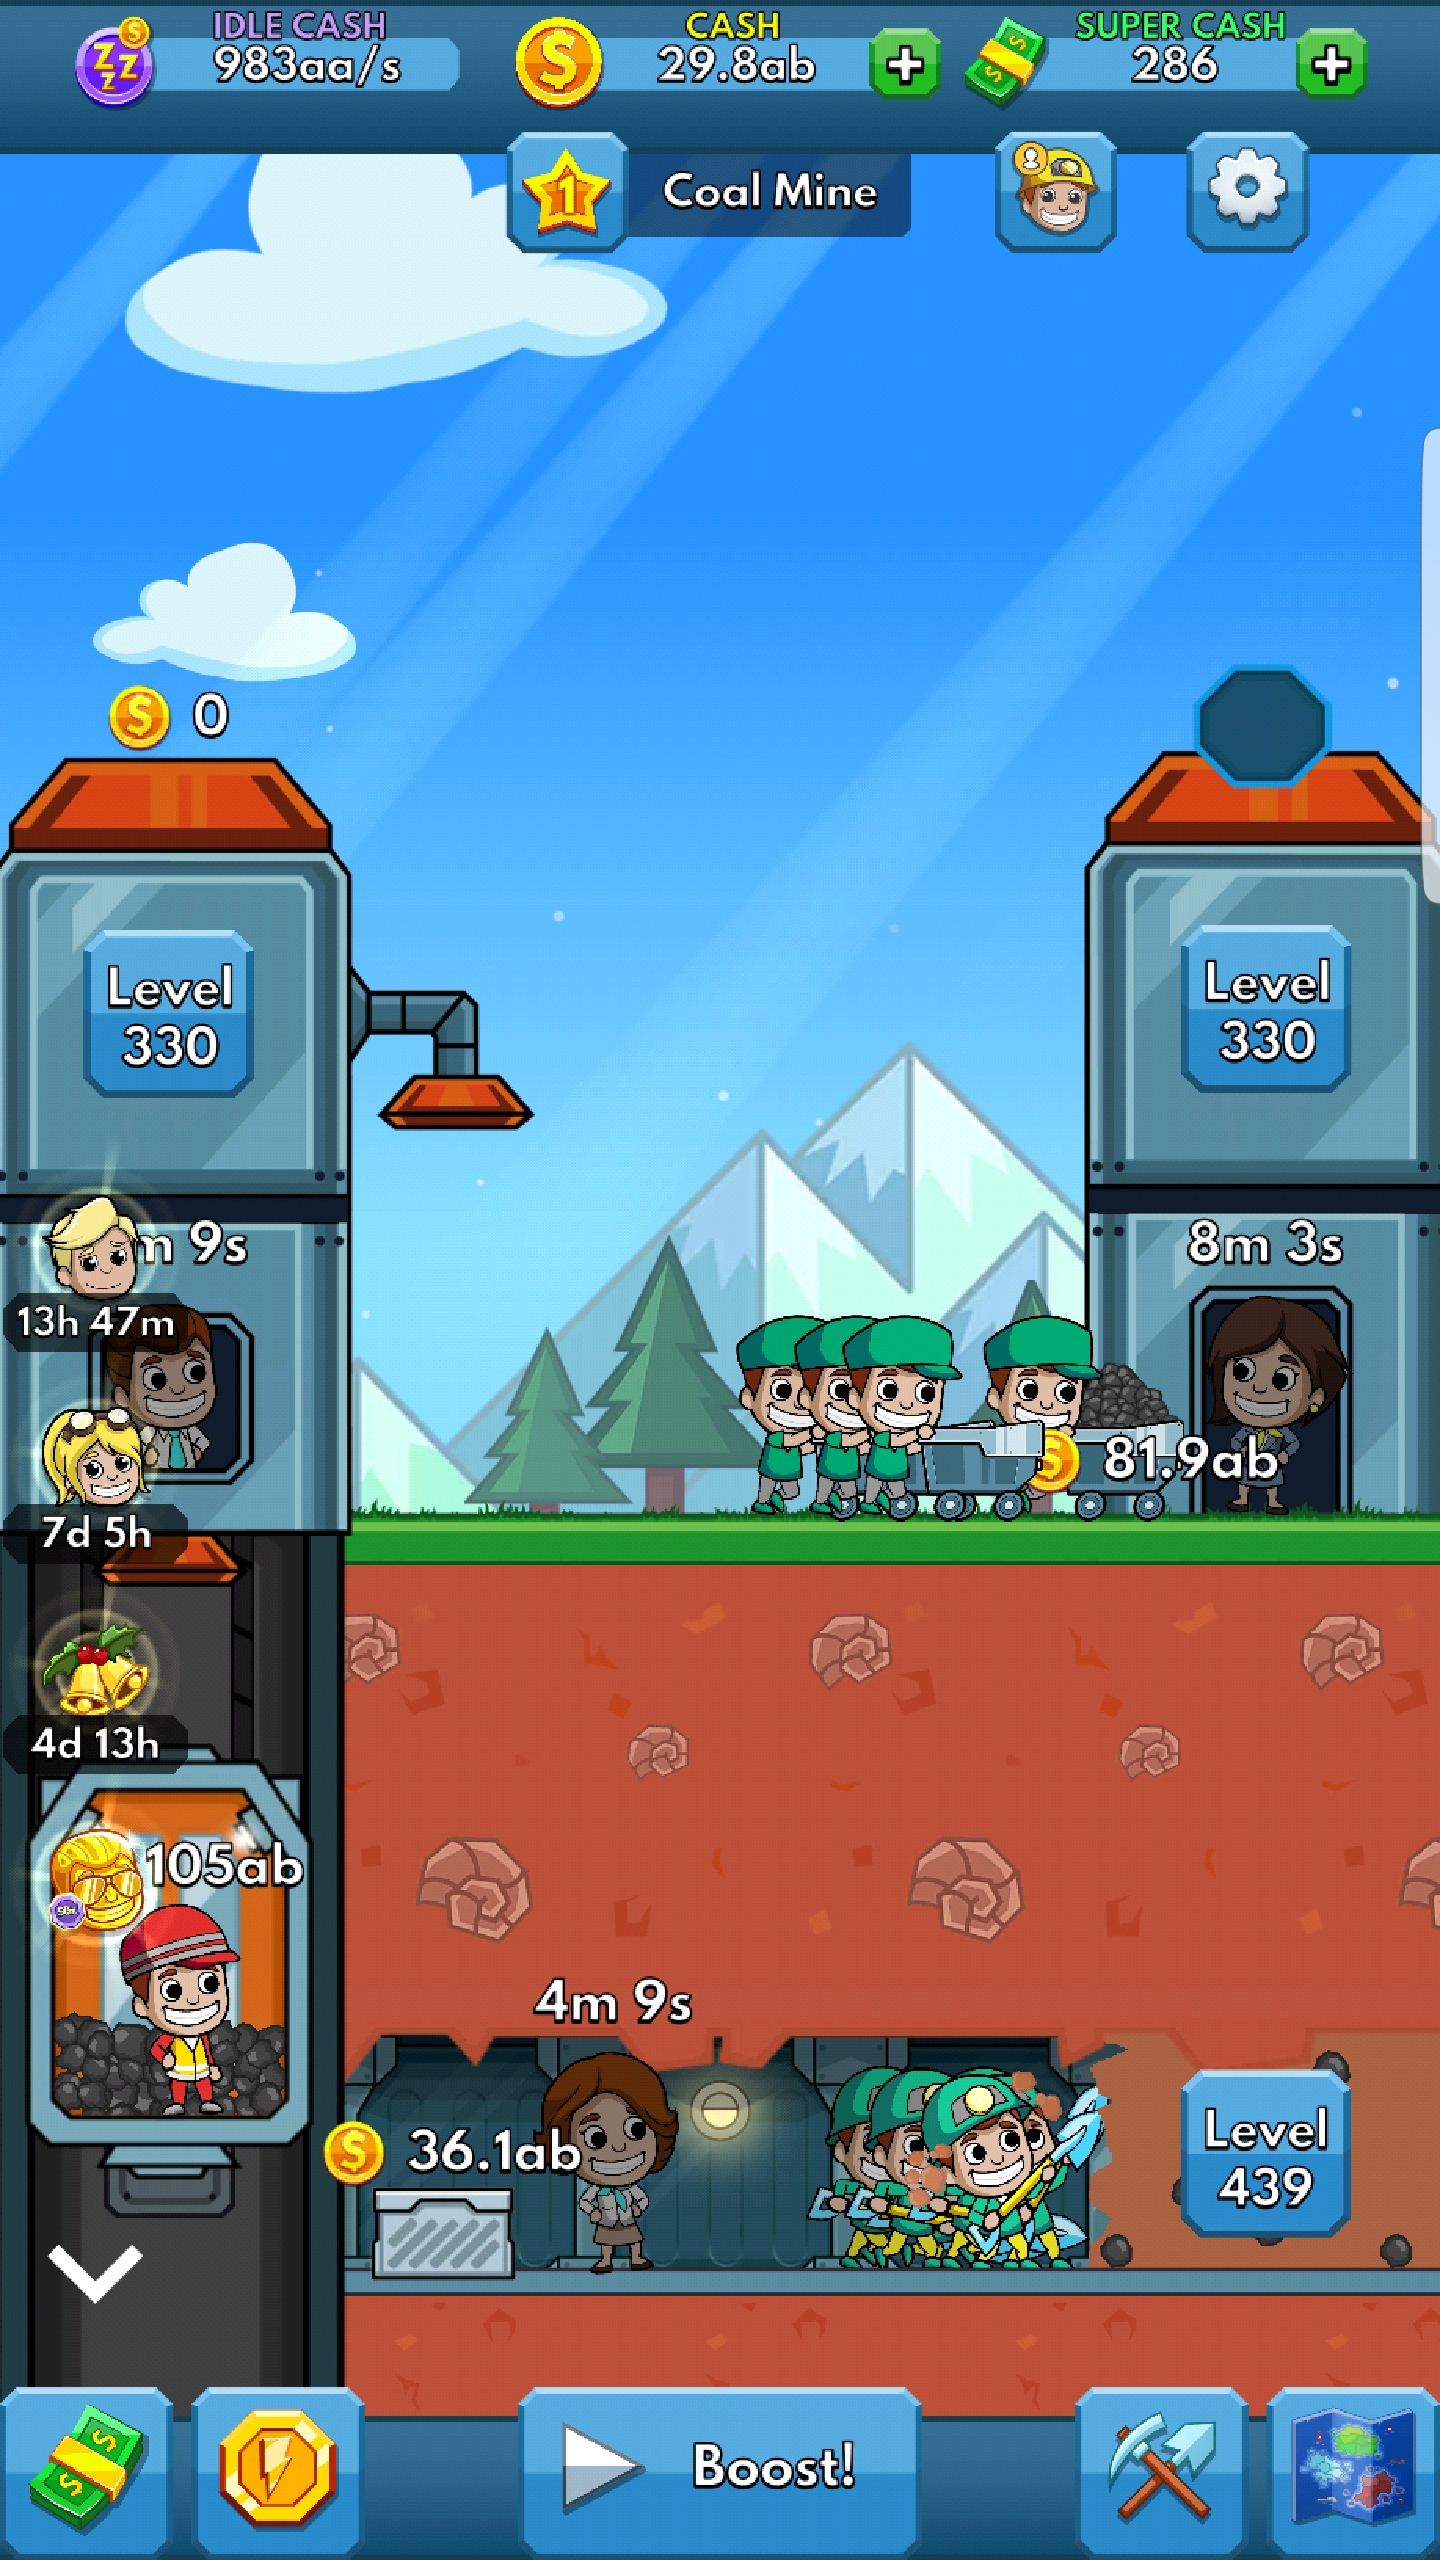 IDLE CASH
983aa/s
CASH
29.8ab
SUPER CASH
286
1
Coal Mine
0
Level
330
Level
330
m 9s
8m 3s
13h 47m
7d 5h
81.9ab
4d 13h
105ab
4m 9s
36.1ab
Level
439
Boost!